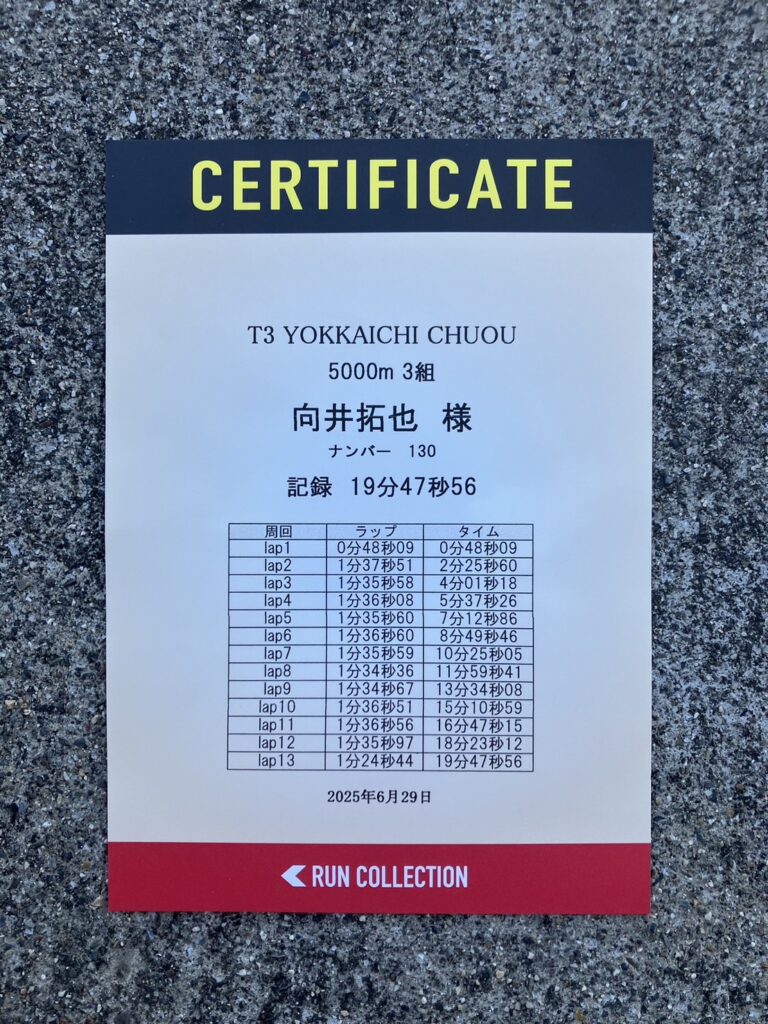 CERTIFICATE
T3 YOKKAICHI CHUOU
5000m 3組
向井拓也 様
ナンバー 130
記録 19分47秒56
周回 ラップ タイム
lap1 0分48秒09 0分48秒09
lap2 1分37秒51 2分25秒60
lap3 1分35秒58 4分01秒18
lap4 1分36秒08 5分37秒26
lap5 1分35秒60 7分12秒86
lap6 1分36秒60 8分49秒46
lap7 1分35秒59 10分25秒05
lap8 1分34秒36 11分59秒41
lap9 1分34秒67 13分34秒08
lap10 1分36秒51 15分10秒59
lap11 1分36秒56 16分47秒15
lap12 1分35秒97 18分23秒12
lap13 1分24秒44 19分47秒56
2025年6月29日
RUN COLLECTION